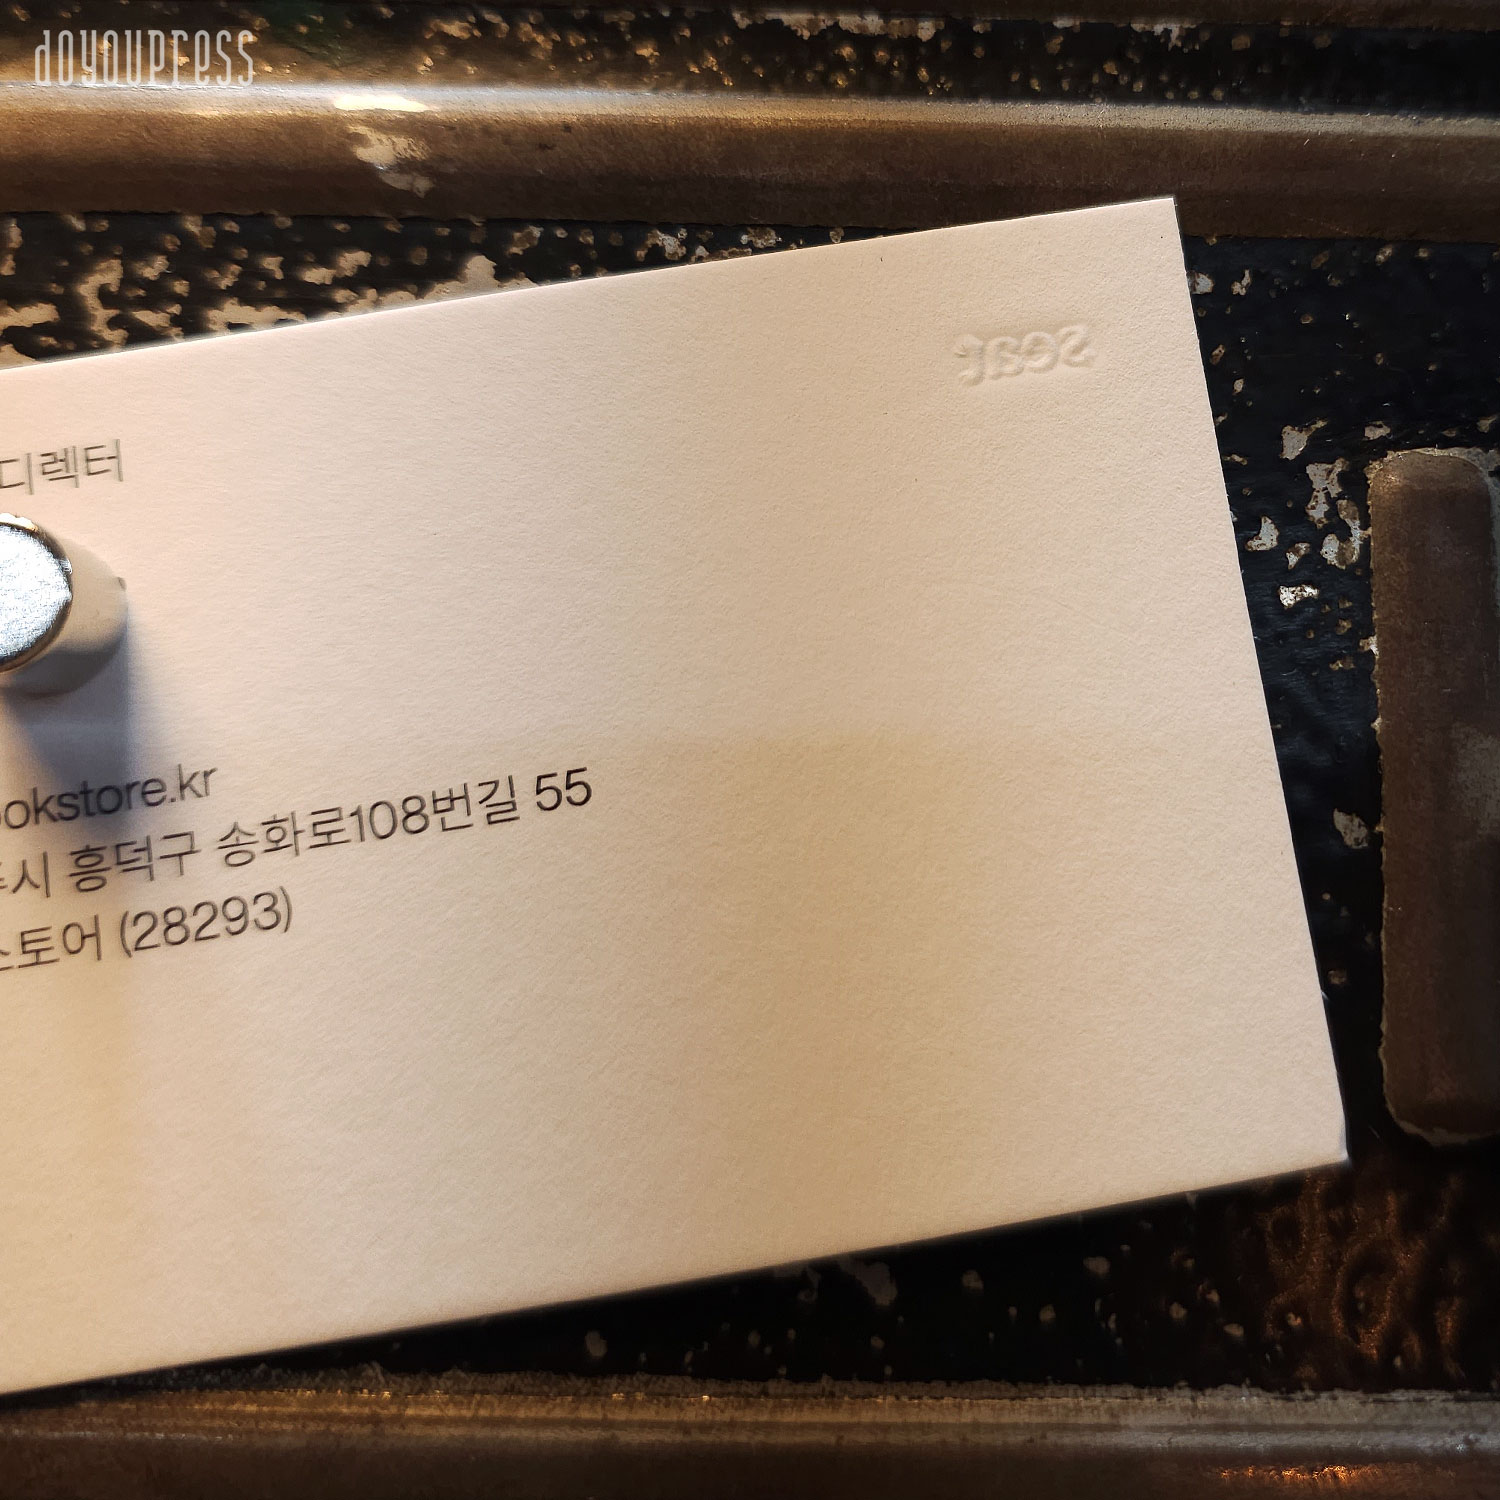 doyoupress
디렉터
ookstore.kr
시 흥덕구 송화로108번길 55
스토어 (28293)